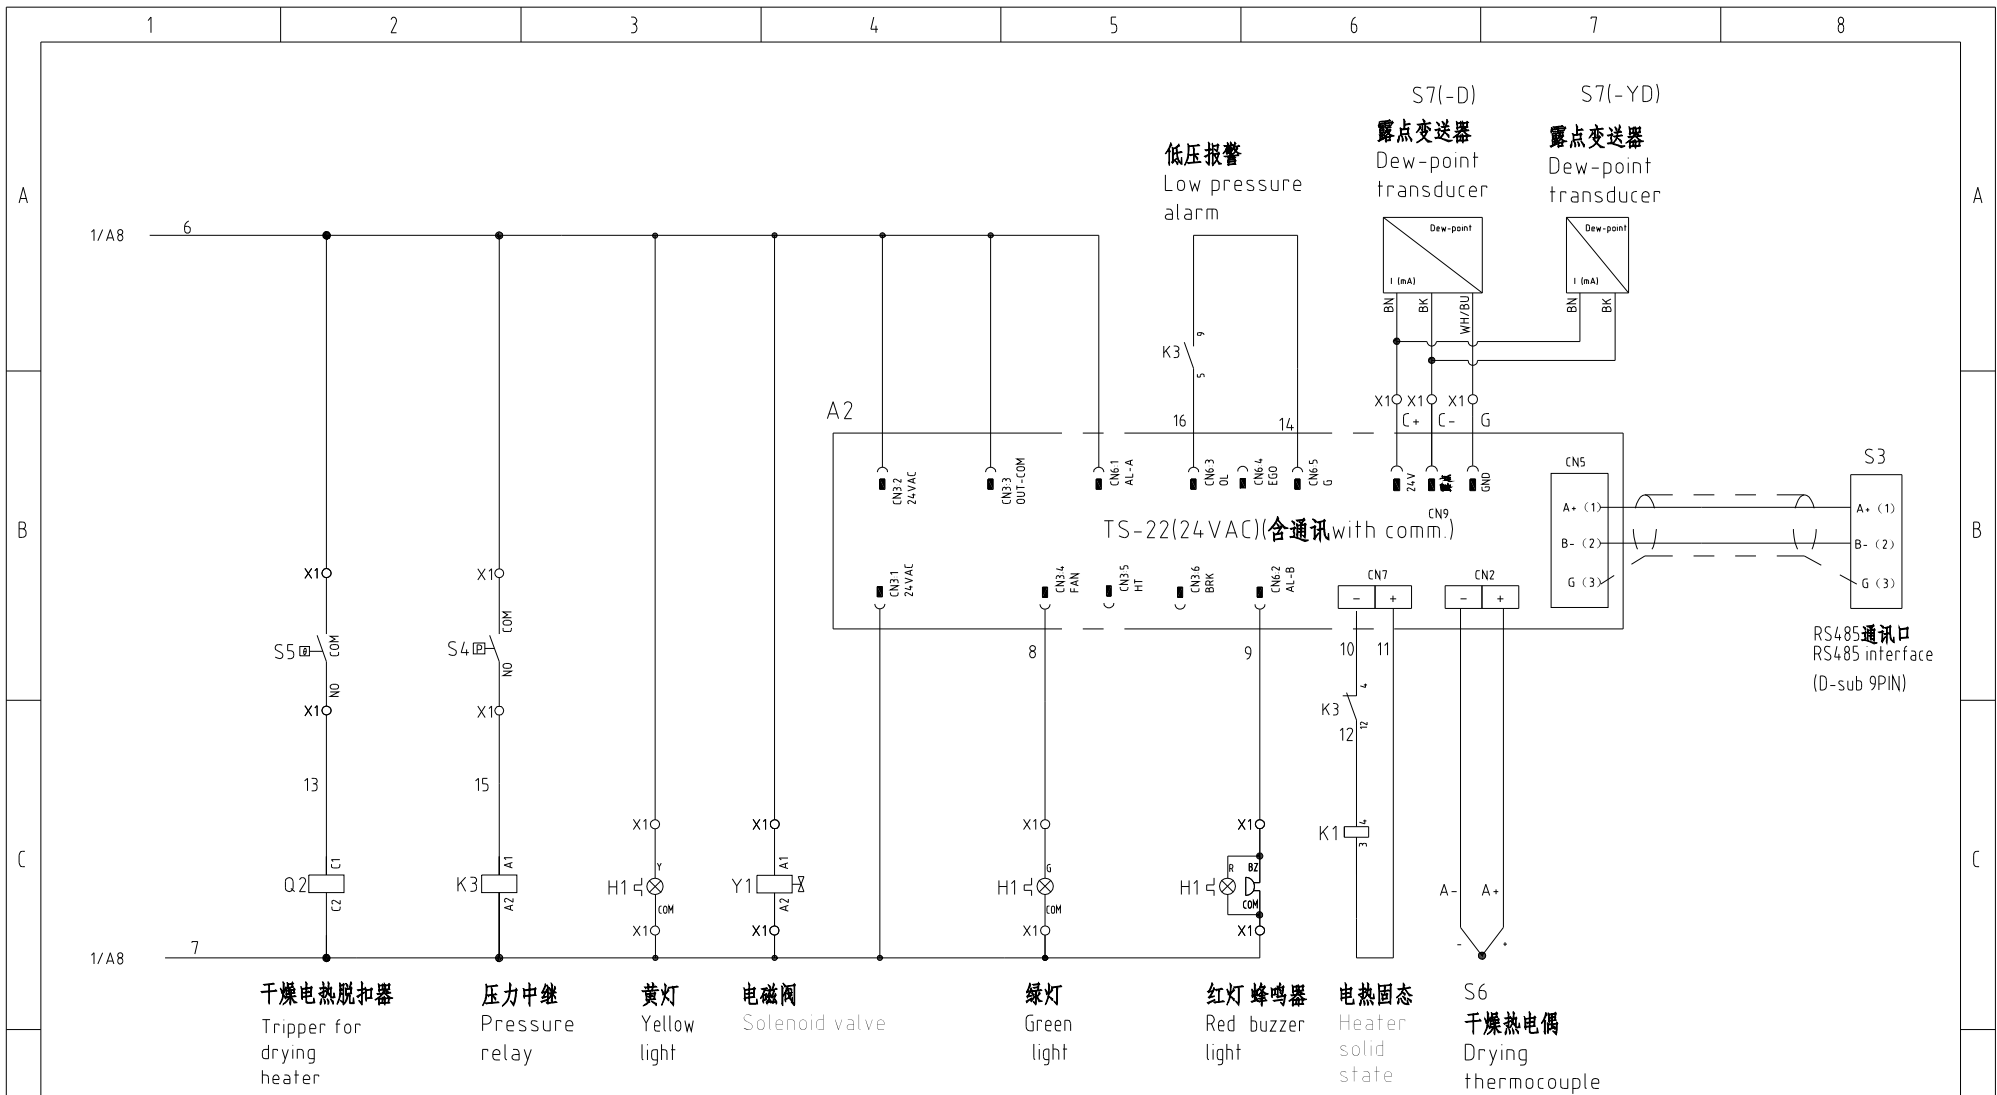 1 2 3 4 5 6 7 8
S7(-D) S7(-YD)
露点变送器
Dew-point
transducer
露点变送器
Dew-point
transducer
低压报警
Low pressure
alarm
A A
1/A8 6
Dew-point
I (mA)
Dew-point
I (mA)
BN BK WH/BU BN BK
K3 9 5
X1 X1 X1
C+ C- G
A2 16 14
CN3.2
24VAC
CN3.3
OUT-COM
CN6.1
AL-A
CN6.3
OL
CN6.4
EGO
CN6.5
G
24V 露点 GND
CN9
CN5
A+ (1)
B- (2)
G (3)
S3
A+ (1)
B- (2)
G (3)
B B
TS-22(24VAC)(含通讯with comm.)
CN3.1
24VAC
CN3.4
FAN
CN3.5
HT
CN3.6
BRK
CN6.2
AL-B
CN7
- +
CN2
- +
RS485通讯口
RS485 interface
(D-sub 9PIN)
X1 X1
S5 COM NO
S4 P COM NO
X1 X1
8 9 10 11
K3 4 12
12
13 15
X1 X1 X1 X1
K1 4 3
C C
Q2 C1 C2
K3 A1 A2
H1 Y COM
Y1 A1 A2
H1 G COM
H1 R BZ COM
A- A+
X1 X1 X1 X1
- +
1/A8 7
干燥电热脱扣器
Tripper for
drying
heater
压力中继
Pressure
relay
黄灯
Yellow
light
电磁阀
Solenoid valve
绿灯
Green
light
红灯 蜂鸣器
Red buzzer
light
电热固态
Heater
solid
state
S6
干燥热电偶
Drying
thermocouple